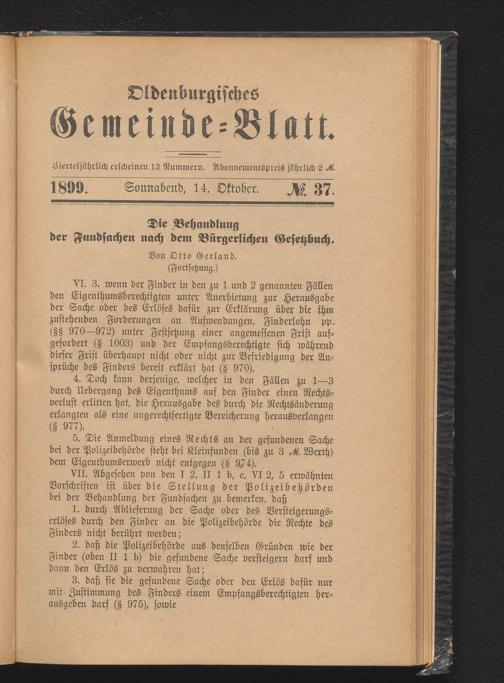 Oldenburgisches
Gemeinde-Blatt.
Vierteljährlich erscheinen 13 Nummern. Abonnementspreis jährlich 2 M.
1899. Sonnabend, 14. Oktober. № 37.
Die Behandlung
der Fundsachen nach dem Bürgerlichen Gesetzbuch.
Von Otto Gerland.
(Fortsetzung.)
VI. 3. wenn der Finder in den zu 1 und 2 genannten Fällen
den Eigenthumsberechtigten unter Anerbietung zur Herausgabe
der Sache oder des Erlöses dafür zur Erklärung über die ihm
zustehenden Forderungen an Aufwendungen, Finderlohn pp.
(§§ 970—972) unter Festsetzung einer angemessenen Frist auf-
gefordert (§ 1003) und der Empfangsberechtigte sich während
dieser Frist überhaupt nicht oder nicht zur Befriedigung der An-
sprüche des Finders bereit erklärt hat (§ 970).
4. Doch kann derjenige, welcher in den Fällen zu 1—3
durch Uebergang des Eigenthums auf den Finder einen Rechts-
verlust erlitten hat, die Herausgabe des durch die Rechtsänderung
erlangten als eine ungerechtfertigte Bereicherung herausverlangen
(§ 977).
5. Die Anmeldung eines Rechts an der gefundenen Sache
bei der Polizeibehörde steht bei Kleinfunden (bis zu 3 M. Werth)
dem Eigenthumserwerb nicht entgegen (§ 974).
VII. Abgesehen von den I 2, II 1 b, c, VI 2, 5 erwähnten
Vorschriften ist über die Stellung der Polizeibehörden
bei der Behandlung der Fundsachen zu bemerken, daß
1. durch Ablieferung der Sache oder des Versteigerungs-
erlöses durch den Finder an die Polizeibehörde die Rechte des
Finders nicht berührt werden;
2. daß die Polizeibehörde aus denselben Gründen wie der
Finder (oben II 1 b) die gefundene Sache versteigern darf und
dann den Erlös zu verwahren hat;
3. daß sie die gefundene Sache oder den Erlös dafür nur
mit Zustimmung des Finders einem Empfangsberechtigten her-
ausgeben darf (§ 975), sowie